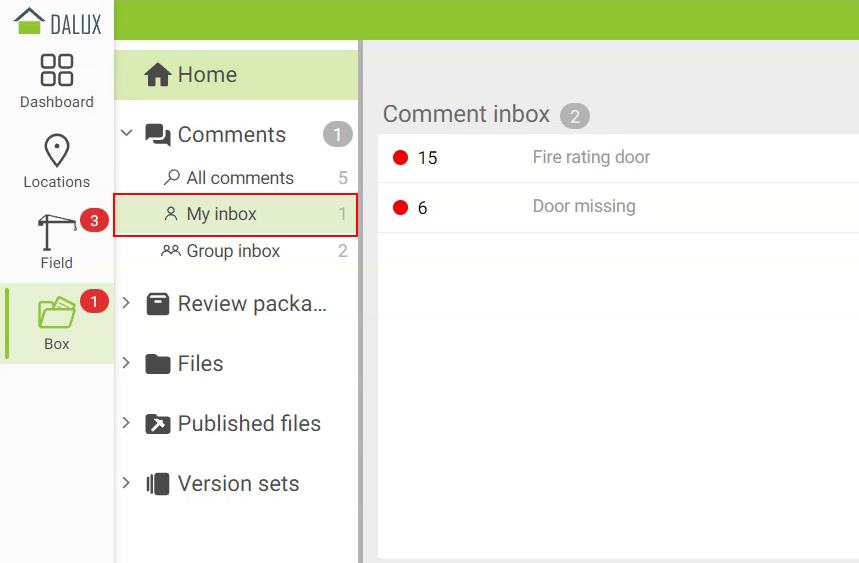 DALUX
Dashboard
Locations
3
Field
1
Box
Home
Comments 1
All comments 5
My inbox 1
Group inbox 2
Review packa...
Files
Published files
Version sets
Comment inbox 2
15 Fire rating door
6 Door missing